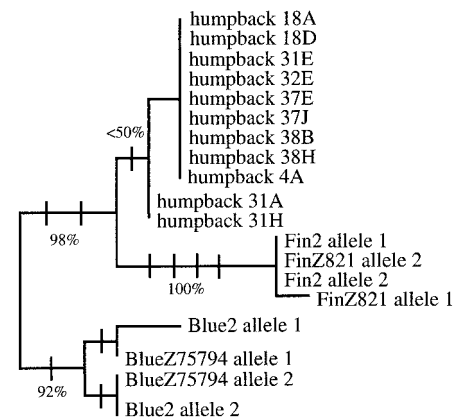 humpback 18A
humpback 18D
humpback 31E
humpback 32E
humpback 37E
humpback 37J
<50%
humpback 38B
humpback 38H
humpback 4A
humpback 31A
humpback 31H
98%
Fin2 allele 1
FinZ821 allele 2
Fin2 allele 2
100%
FinZ821 allele 1
Blue2 allele 1
BlueZ75794 allele 1
BlueZ75794 allele 2
92%
Blue2 allele 2